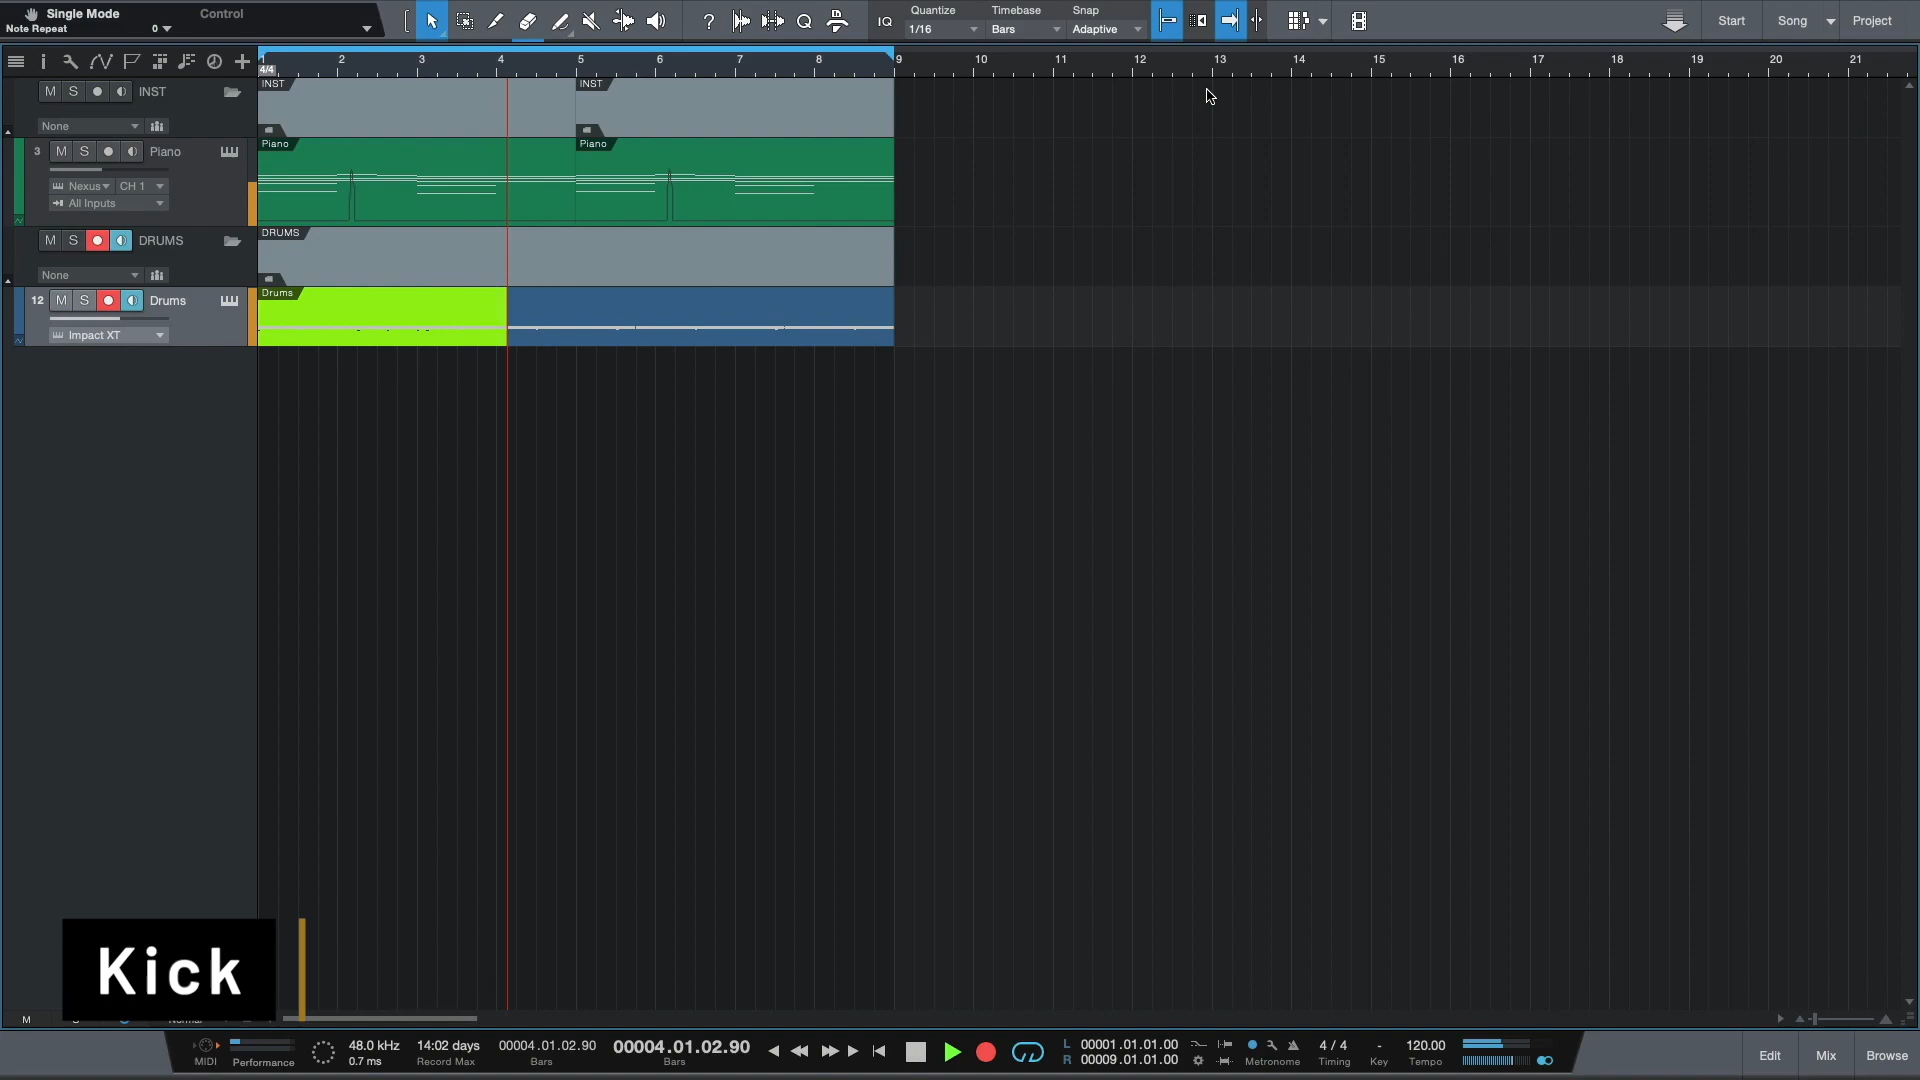 Single Mode
Control
Note Repeat
0
?
Q
IQ
Quantize
1/16
Timebase
Bars
Snap
Adaptive
Start
Song
Project
i
4/4
2
3
4
5
6
7
8
9
10
11
12
13
14
15
16
17
18
19
20
21
M S INST
None
INST
INST
3 M S Piano
Nexus CH 1
All Inputs
Piano
Piano
M S DRUMS
None
DRUMS
12 M S Drums
Impact XT
Drums
Kick
M
Normal
MIDI
Performance
48.0 kHz
0.7 ms
14:02 days
Record Max
00004.01.02.90
Bars
00004.01.02.90
Bars
L 00001.01.01.00
R 00009.01.01.00
Metronome
4 / 4
Timing
-
Key
120.00
Tempo
Edit
Mix
Browse